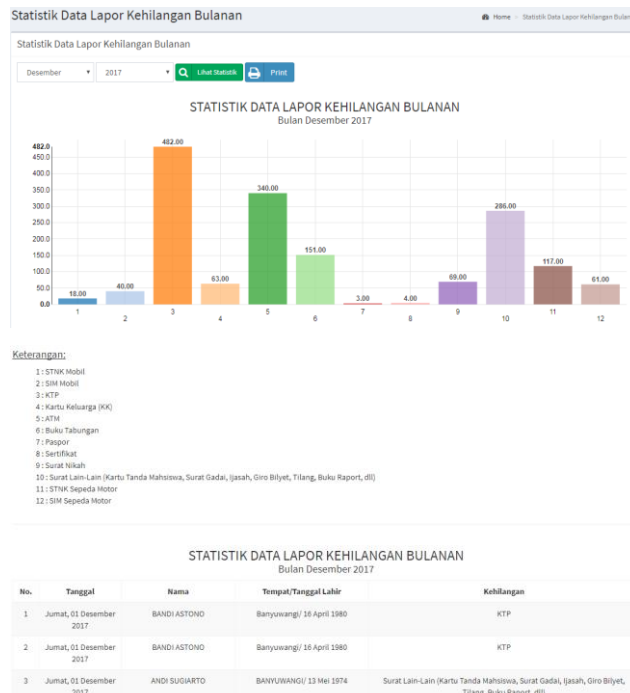 Statistik Data Lapor Kehilangan Bulanan
Home
Statistik Data Lapor Kehilangan Bulan
Statistik Data Lapor Kehilangan Bulanan
Desember 2017 Lihat Statistik Print
STATISTIK DATA LAPOR KEHILANGAN BULANAN
Bulan Desember 2017
482.0
450.0
400.0
350.0
300.0
250.0
200.0
150.0
100.0
50.0
0.0
18.00 40.00 482.00 63.00 340.00 151.00 3.00 4.00 69.00 286.00 117.00 61.00
1 2 3 4 5 6 7 8 9 10 11 12
Keterangan:
1 : STNK Mobil
2 : SIM Mobil
3 : KTP
4 : Kartu Keluarga (KK)
5 : ATM
6 : Buku Tabungan
7 : Paspor
8 : Sertifikat
9 : Surat Nikah
10 : Surat Lain-Lain (Kartu Tanda Mahsiswa, Surat Gadai, Ijasah, Giro Bilyet, Tilang, Buku Raport, dll)
11 : STNK Sepeda Motor
12 : SIM Sepeda Motor
STATISTIK DATA LAPOR KEHILANGAN BULANAN
Bulan Desember 2017
No. Tanggal Nama Tempat/Tanggal Lahir Kehilangan
1 Jumat, 01 Desember 2017 BANDI ASTONO Banyuwangi/ 16 April 1980 KTP
2 Jumat, 01 Desember 2017 BANDI ASTONO Banyuwangi/ 16 April 1980 KTP
3 Jumat, 01 Desember 2017 ANDI SUGIARTO BANYUWANGI/ 13 Mei 1974 Surat Lain-Lain (Kartu Tanda Mahsiswa, Surat Gadai, Ijasah, Giro Bilyet, Tilang, Buku Raport, dll)